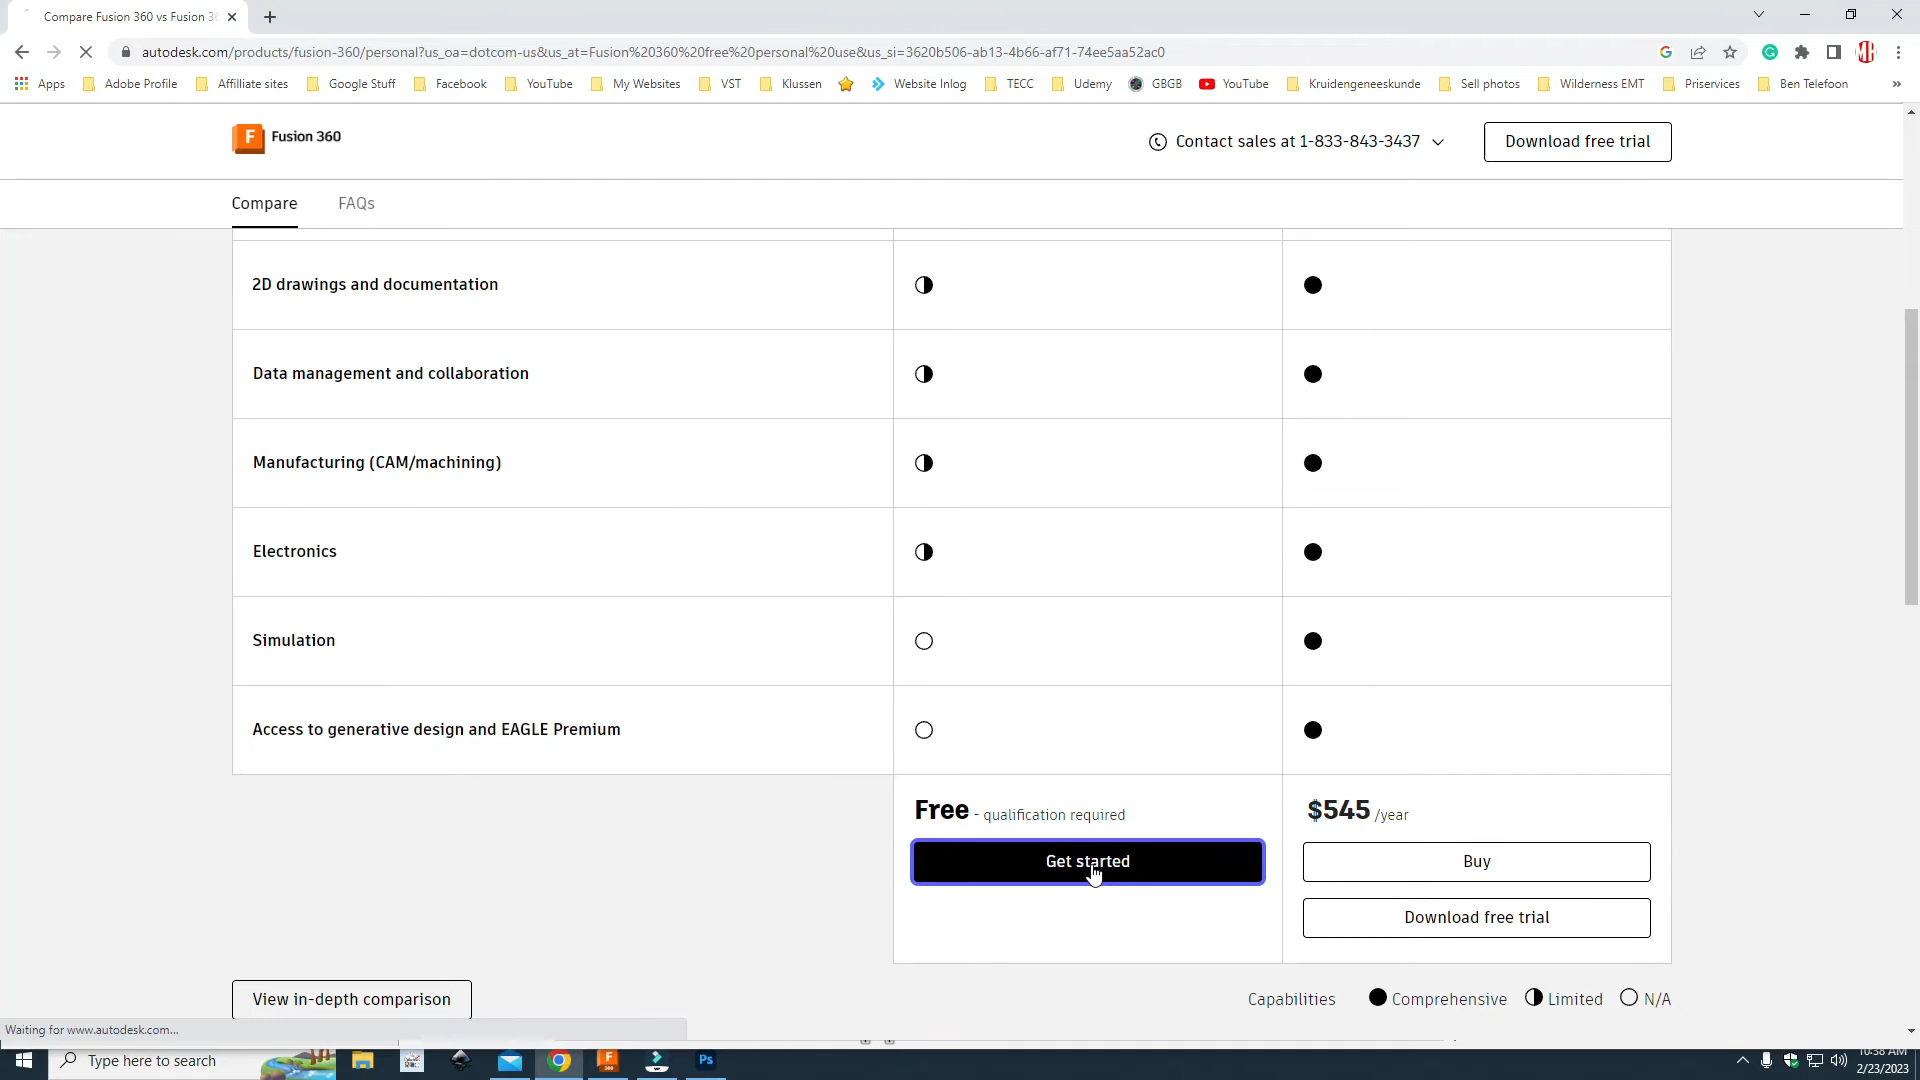 Compare Fusion 360 vs Fusion 36
autodesk.com/products/fusion-360/personal?us_oa=dotcom-us&us_at=Fusion%20360%20free%20personal%20use&us_si=3620b506-ab13-4b66-af71-74ee5aa52ac0
Apps Adobe Profile Affilliate sites Google Stuff Facebook YouTube My Websites VST Klussen Website Inlog TECC Udemy GBGB YouTube Kruidengeneeskunde Sell photos Wilderness EMT Priservices Ben Telefoon »
F Fusion 360 Contact sales at 1-833-843-3437 Download free trial
Compare FAQs
2D drawings and documentation
Data management and collaboration
Manufacturing (CAM/machining)
Electronics
Simulation
Access to generative design and EAGLE Premium
Free - qualification required $545 /year
Get started Buy
Download free trial
View in-depth comparison Capabilities Comprehensive Limited N/A
Waiting for www.autodesk.com...
Type here to search Ps 10:38 AM
2/23/2023